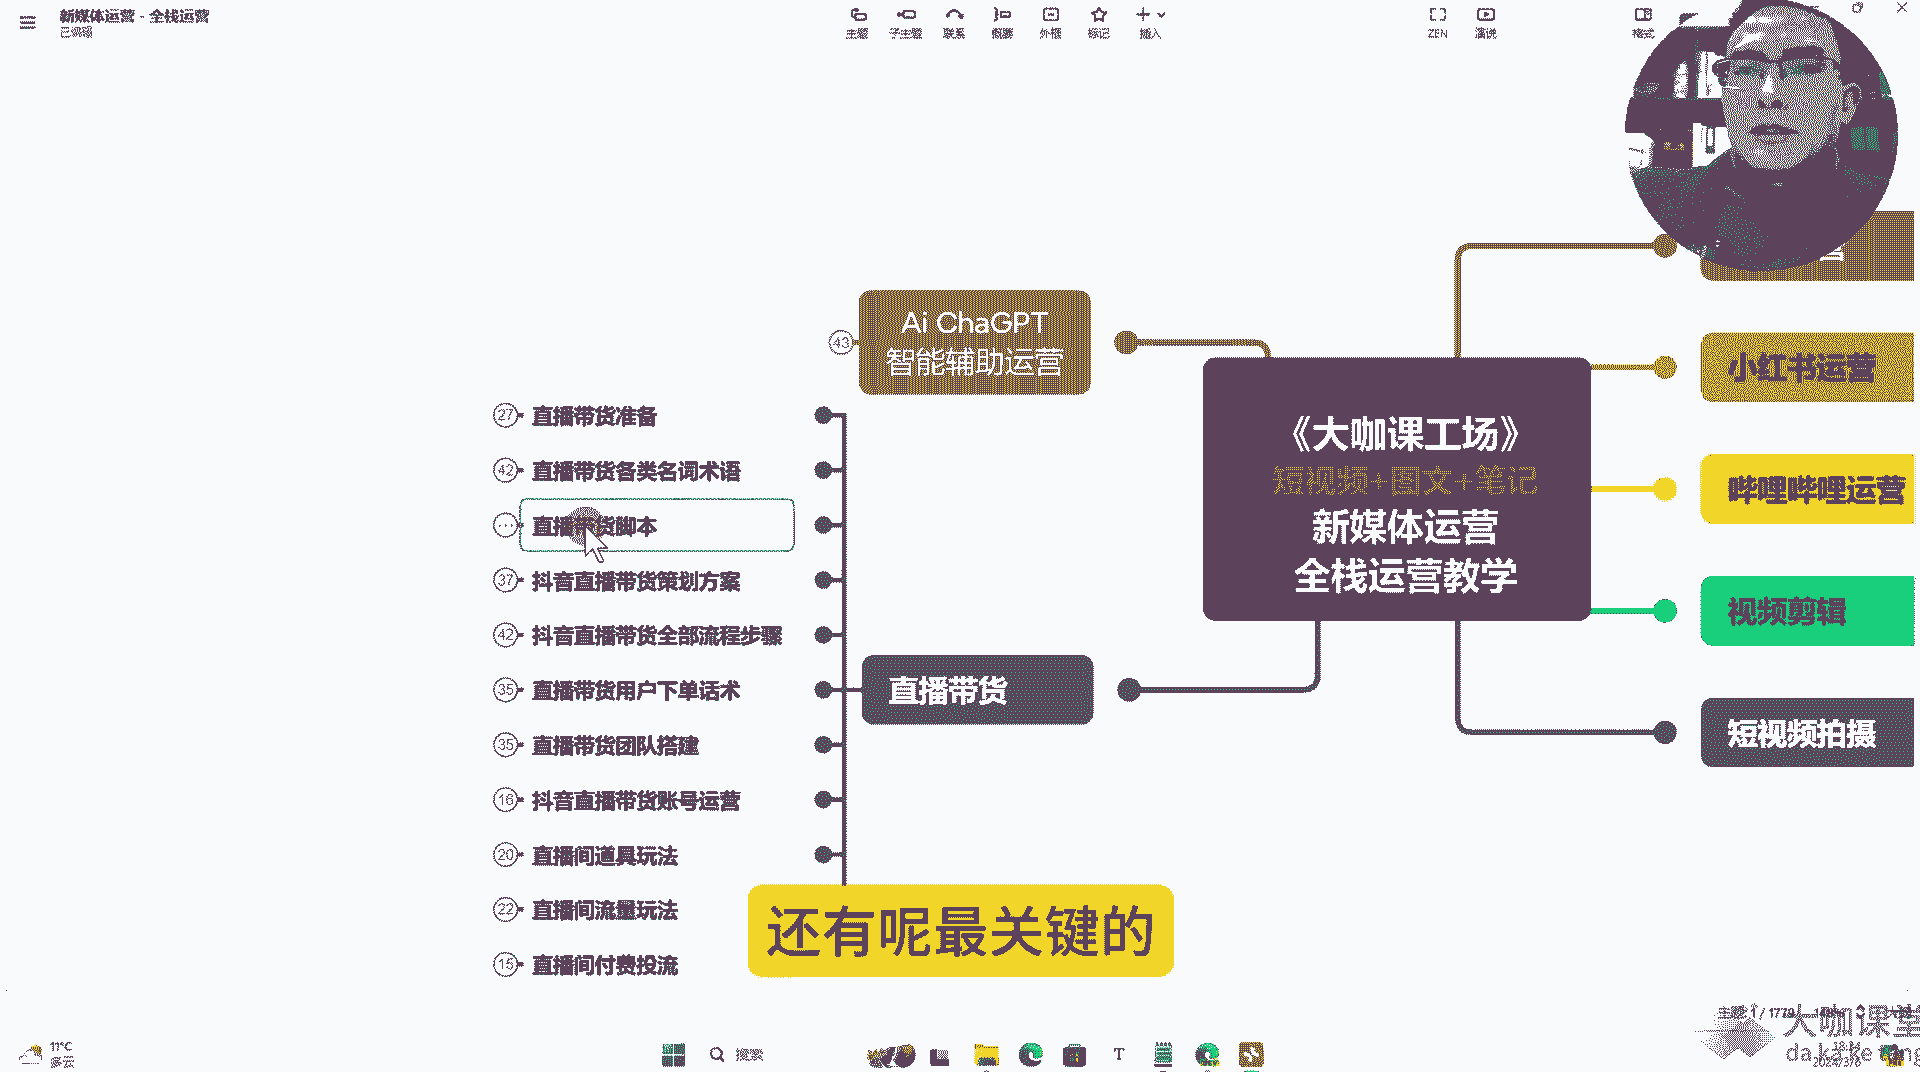 新媒体运营 - 全栈运营
已编辑
主题
子主题
联系
概要
外框
标记
插入
ZEN
演说
格式
43
Ai ChaGPT
智能辅助运营
27
直播带货准备
42
直播带货各类名词术语
直播带货脚本
37
抖音直播带货策划方案
42
抖音直播带货全部流程步骤
35
直播带货用户下单话术
35
直播带货团队搭建
16
抖音直播带货账号运营
20
直播间道具玩法
22
直播间流量玩法
15
直播间付费投流
直播带货
《大咖课工场》
短视频+图文+笔记
新媒体运营
全栈运营教学
小红书运营
哔哩哔哩运营
视频剪辑
短视频拍摄
还有呢最关键的
大咖课堂
11°C
多云
搜索